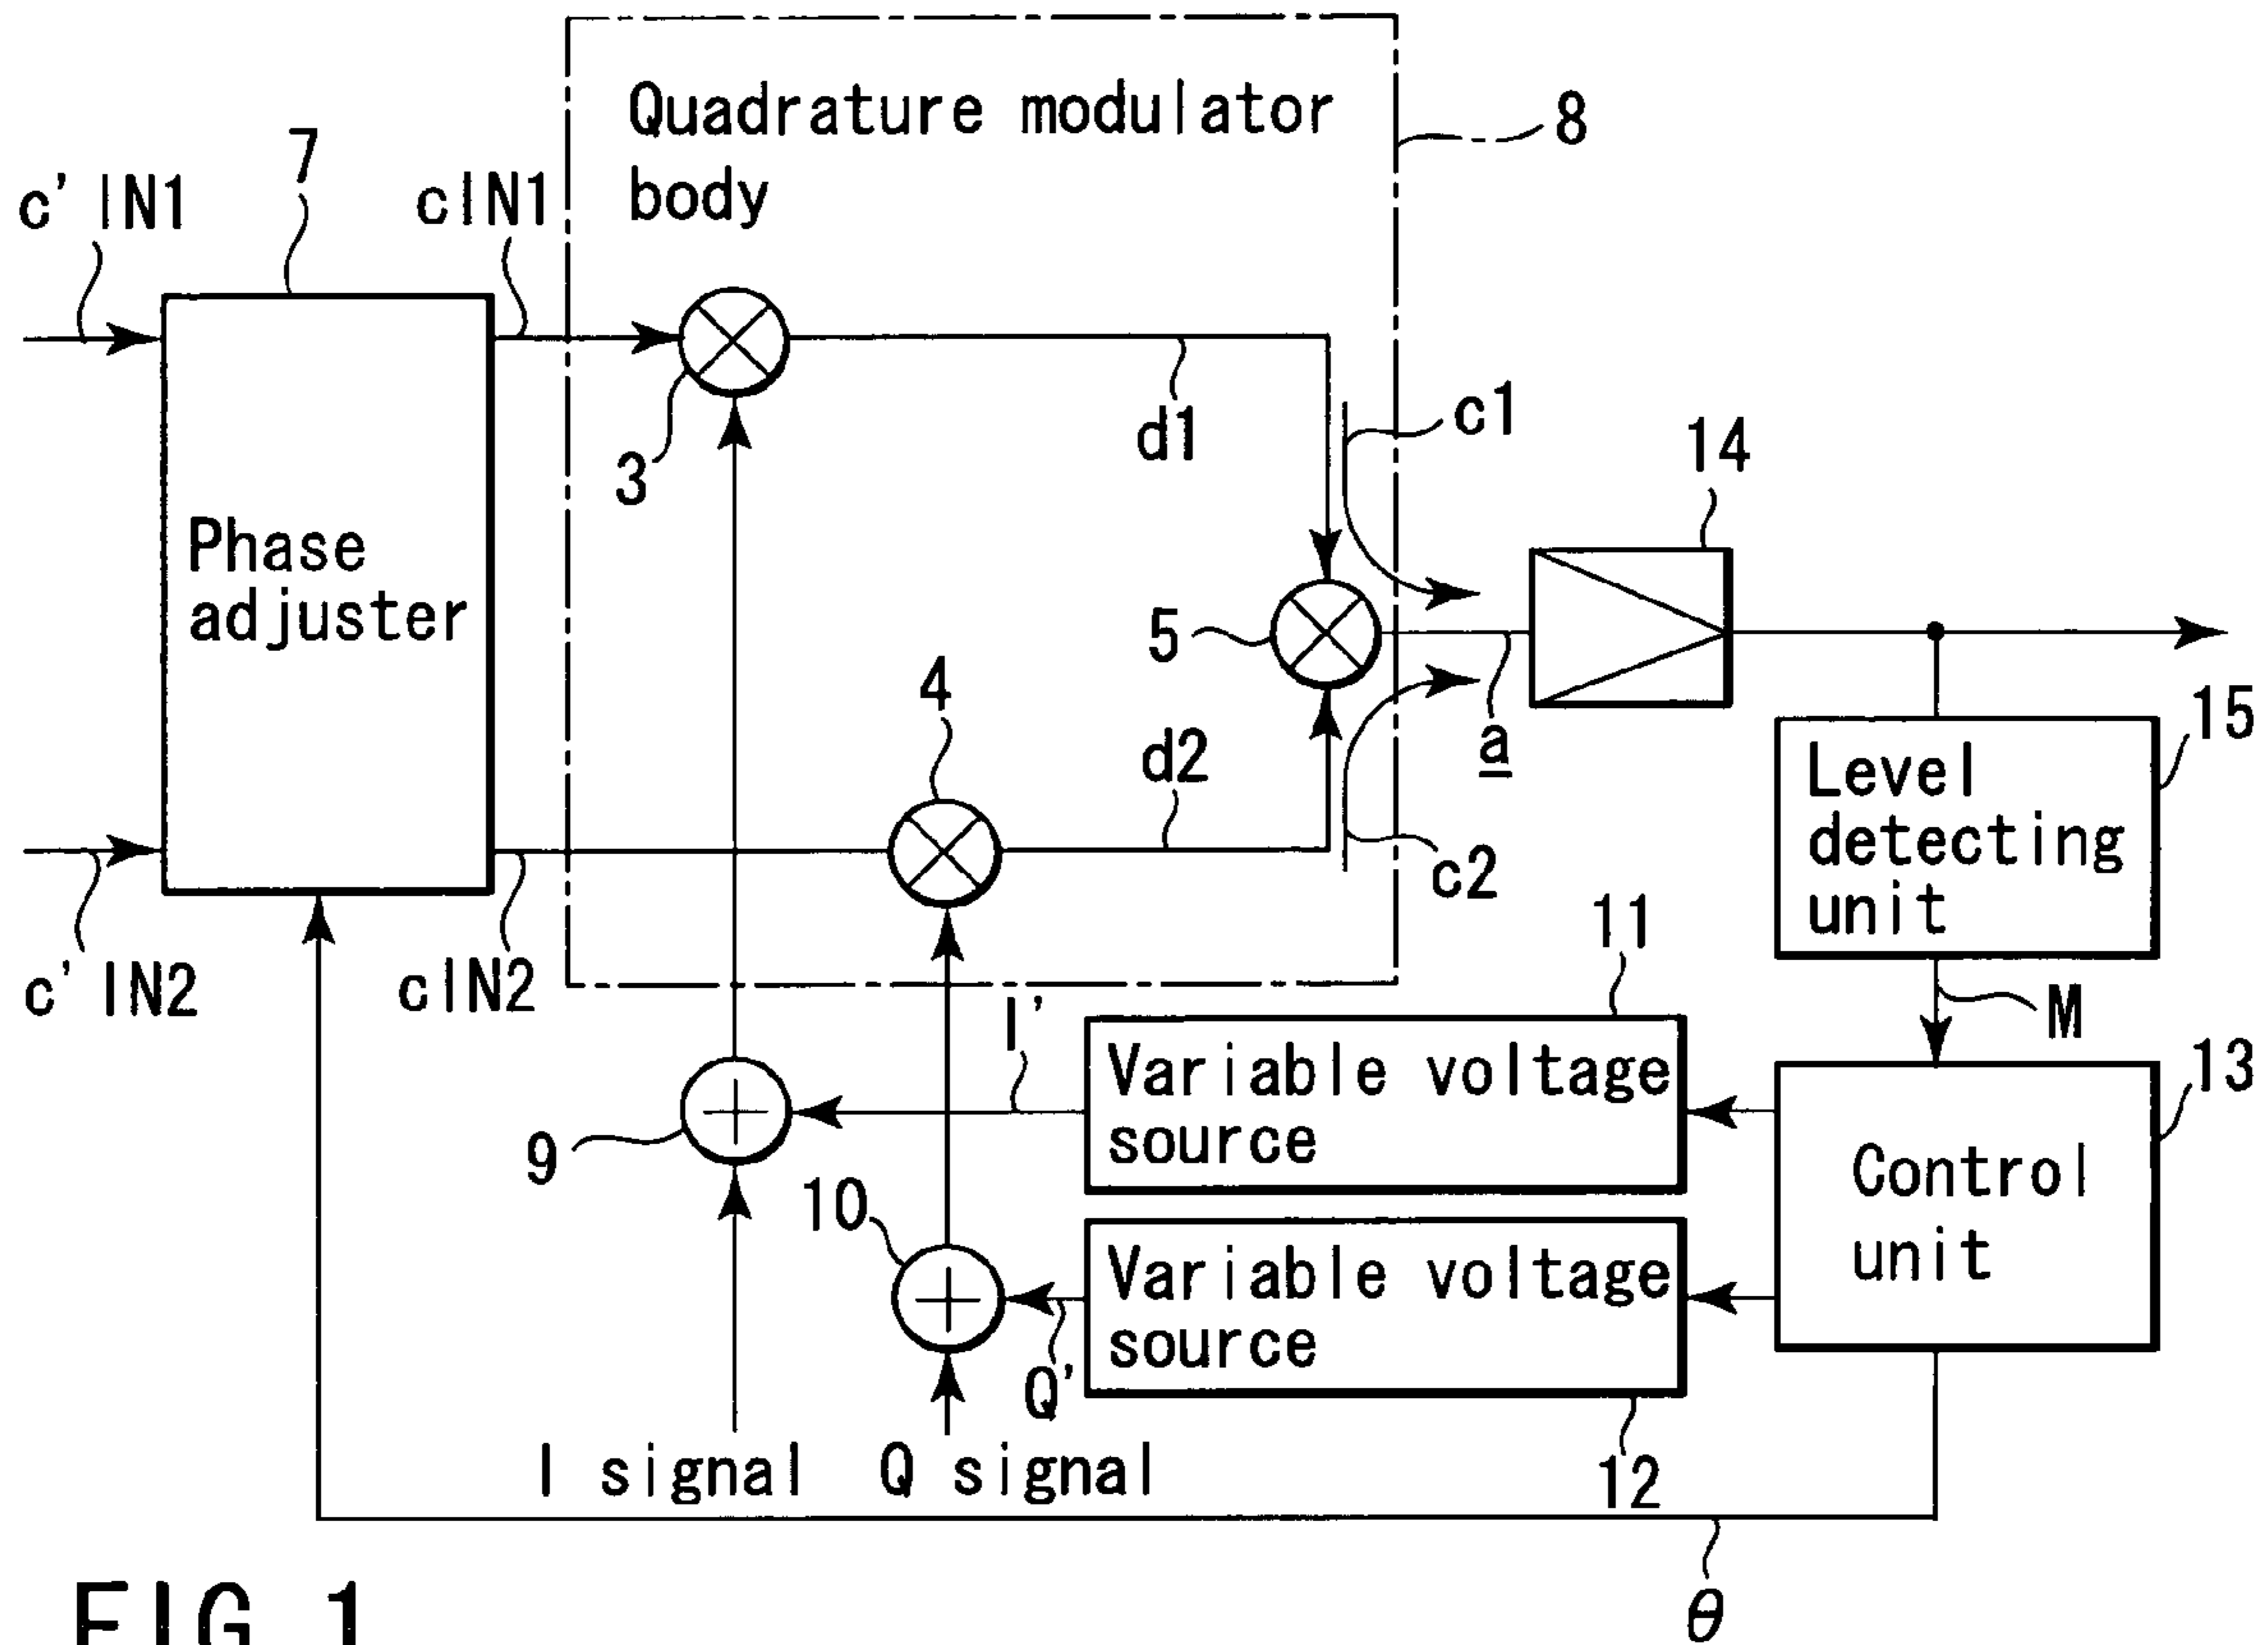 Quadrature modulator
body
8
7
c' IN1
cIN1
3
d1
c1
14
Phase
adjuster
5
4
a
15
d2
Level
detecting
unit
c2
11
c' IN2
cIN2
I'
M
13
Variable voltage
source
9
Control
unit
10
Variable voltage
source
Q'
I signal
Q signal
12
θ
FIG. 1